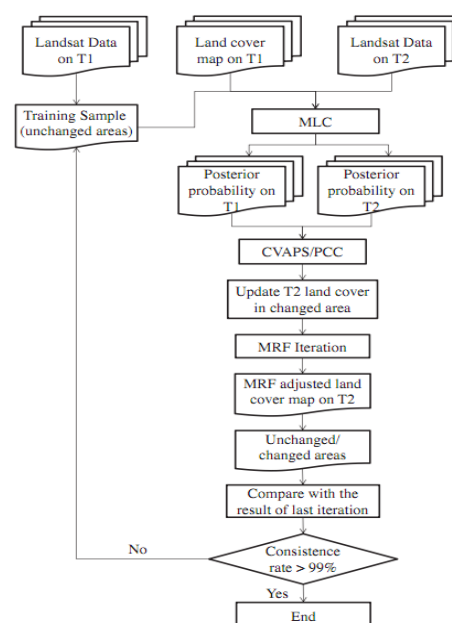 Landsat Data
on T1
Land cover
map on T1
Landsat Data
on T2
Training Sample
(unchanged areas)
MLC
Posterior
probability on
T1
Posterior
probability on
T2
CVAPS/PCC
Update T2 land cover
in changed area
MRF Iteration
MRF adjusted land
cover map on T2
Unchanged/
changed areas
Compare with the
result of last iteration
No
Consistence
rate > 99%
Yes
End